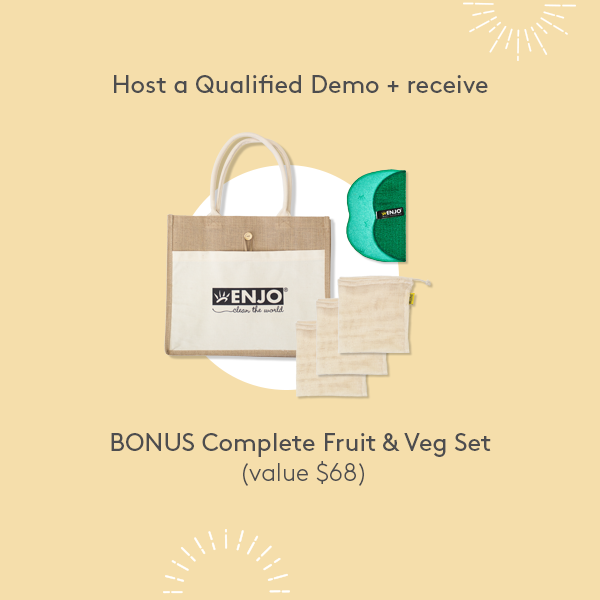 Host a Qualified Demo + receive
ENJO
ENJO®
clean the world
BONUS Complete Fruit & Veg Set
(value $68)